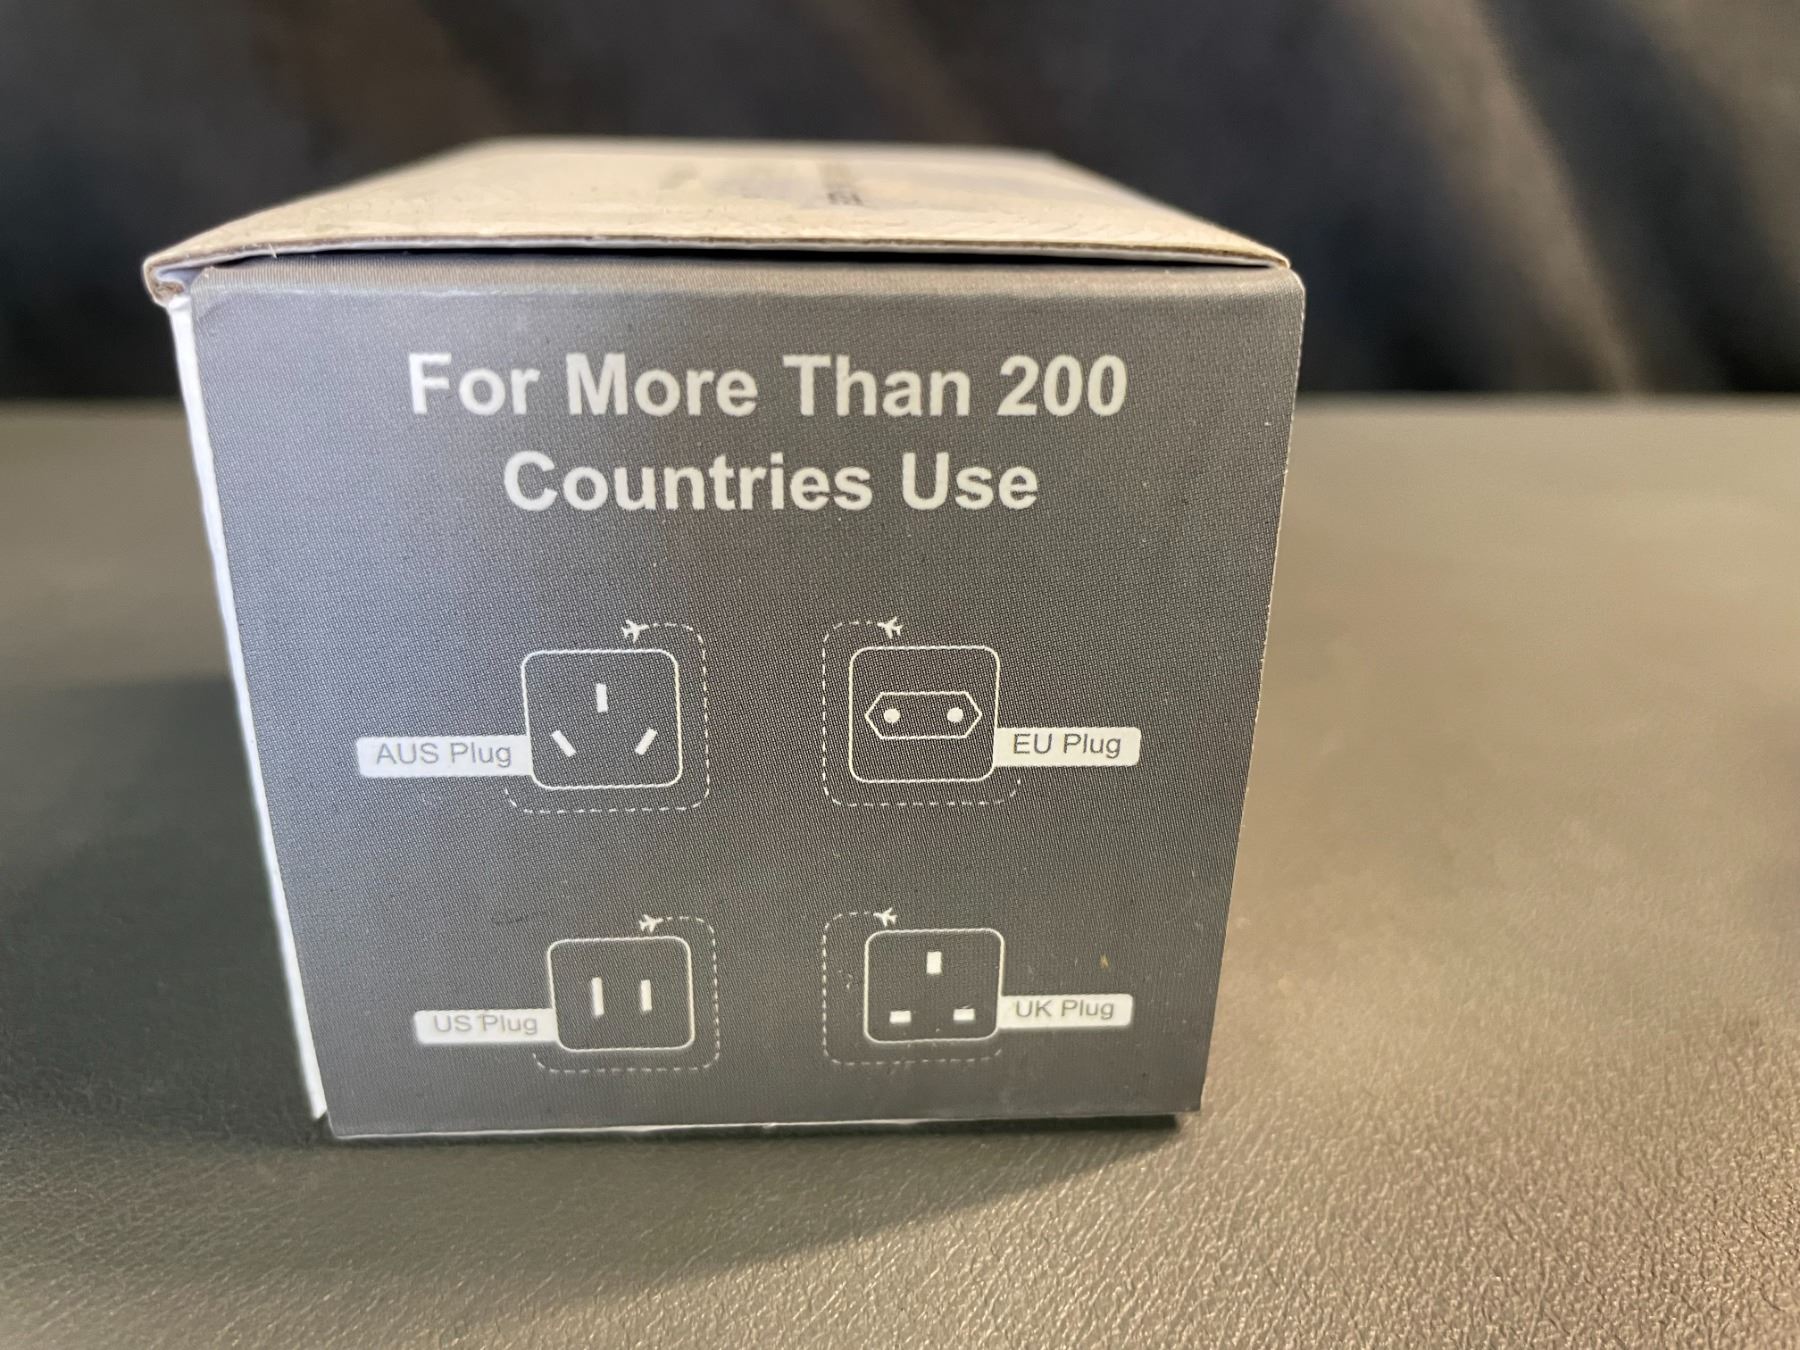 For More Than 200
Countries Use
AUS Plug
EU Plug
US Plug
UK Plug